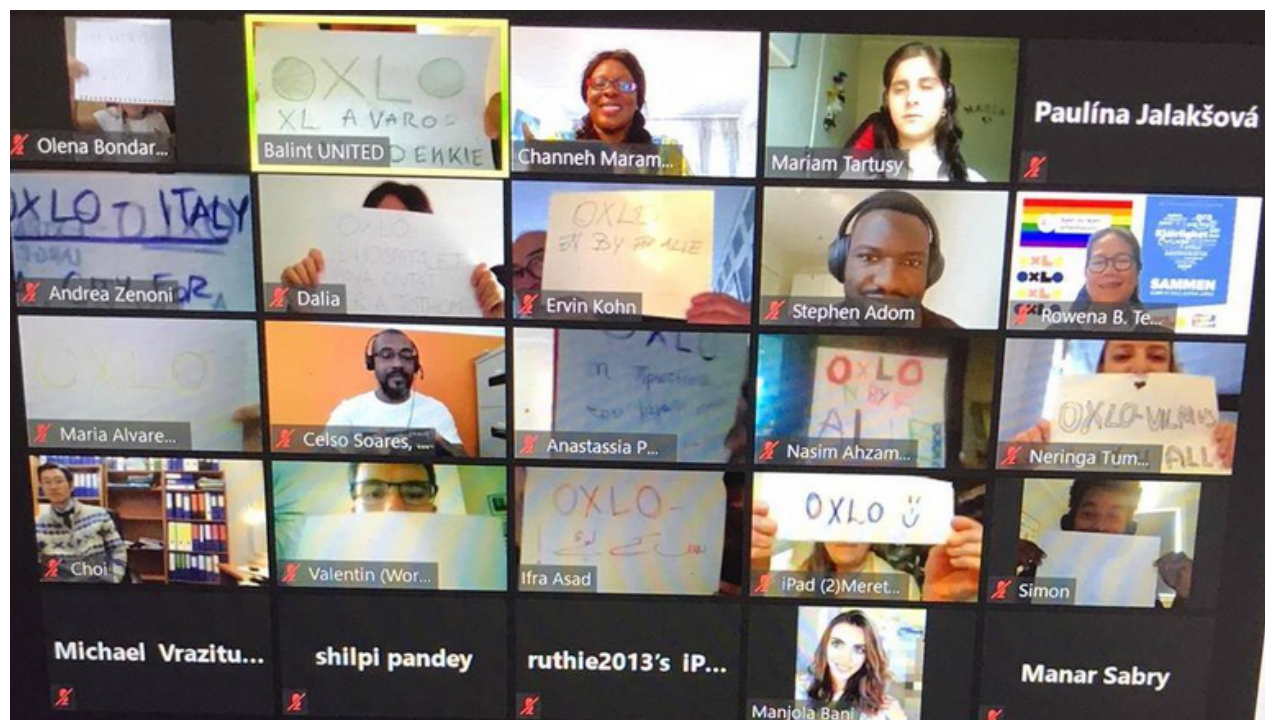 Olena Bondar...
OXLO
XL A VARO-
Balint UNITED
Channeh Maram...
Mariam Tartusy
Paulína Jalakšová
OXLO
ITALY
CITY FOR
Andrea Zenoni
Dalia
OXLO
EN BY FOR ALLE
Ervin Kohn
Stephen Adom
OXLO
OXLO
SAMMEN
Rowena B. Te...
OXLO
Maria Alvare...
Celso Soares, ...
Anastassia P...
OXLO
BY
ALL
Nasim Ahzam...
OXLO-VILNIUS
ALL
Neringa Tum...
Choi
Valentin (Wor...
OXLO-
Ifra Asad
OXLO
iPad (2)Meret...
Simon
Michael Vrazitu...
shilpi pandey
ruthie2013's iP...
Manjola Bani
Manar Sabry